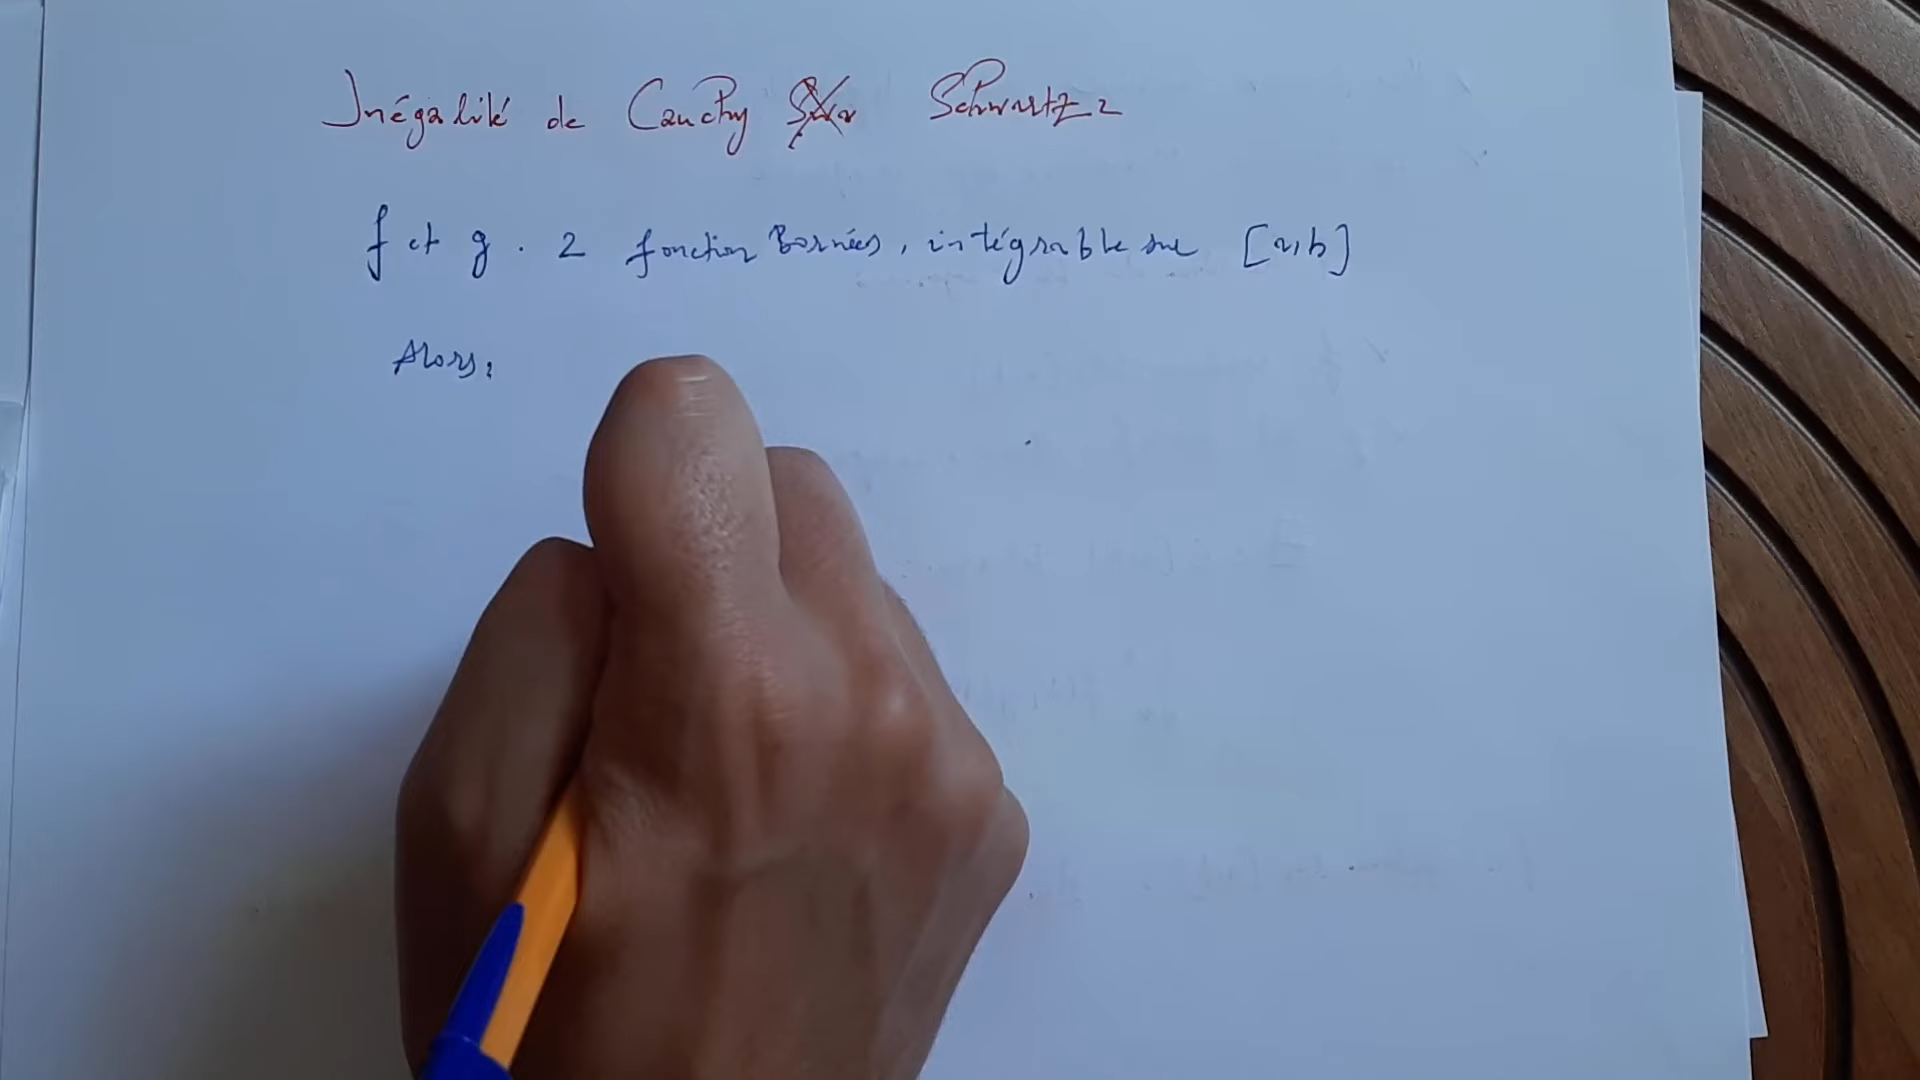 Inégalité de Cauchy Schwartz
f et g . 2 fonction Bornées, intégrable sur [a,b]
Alors: